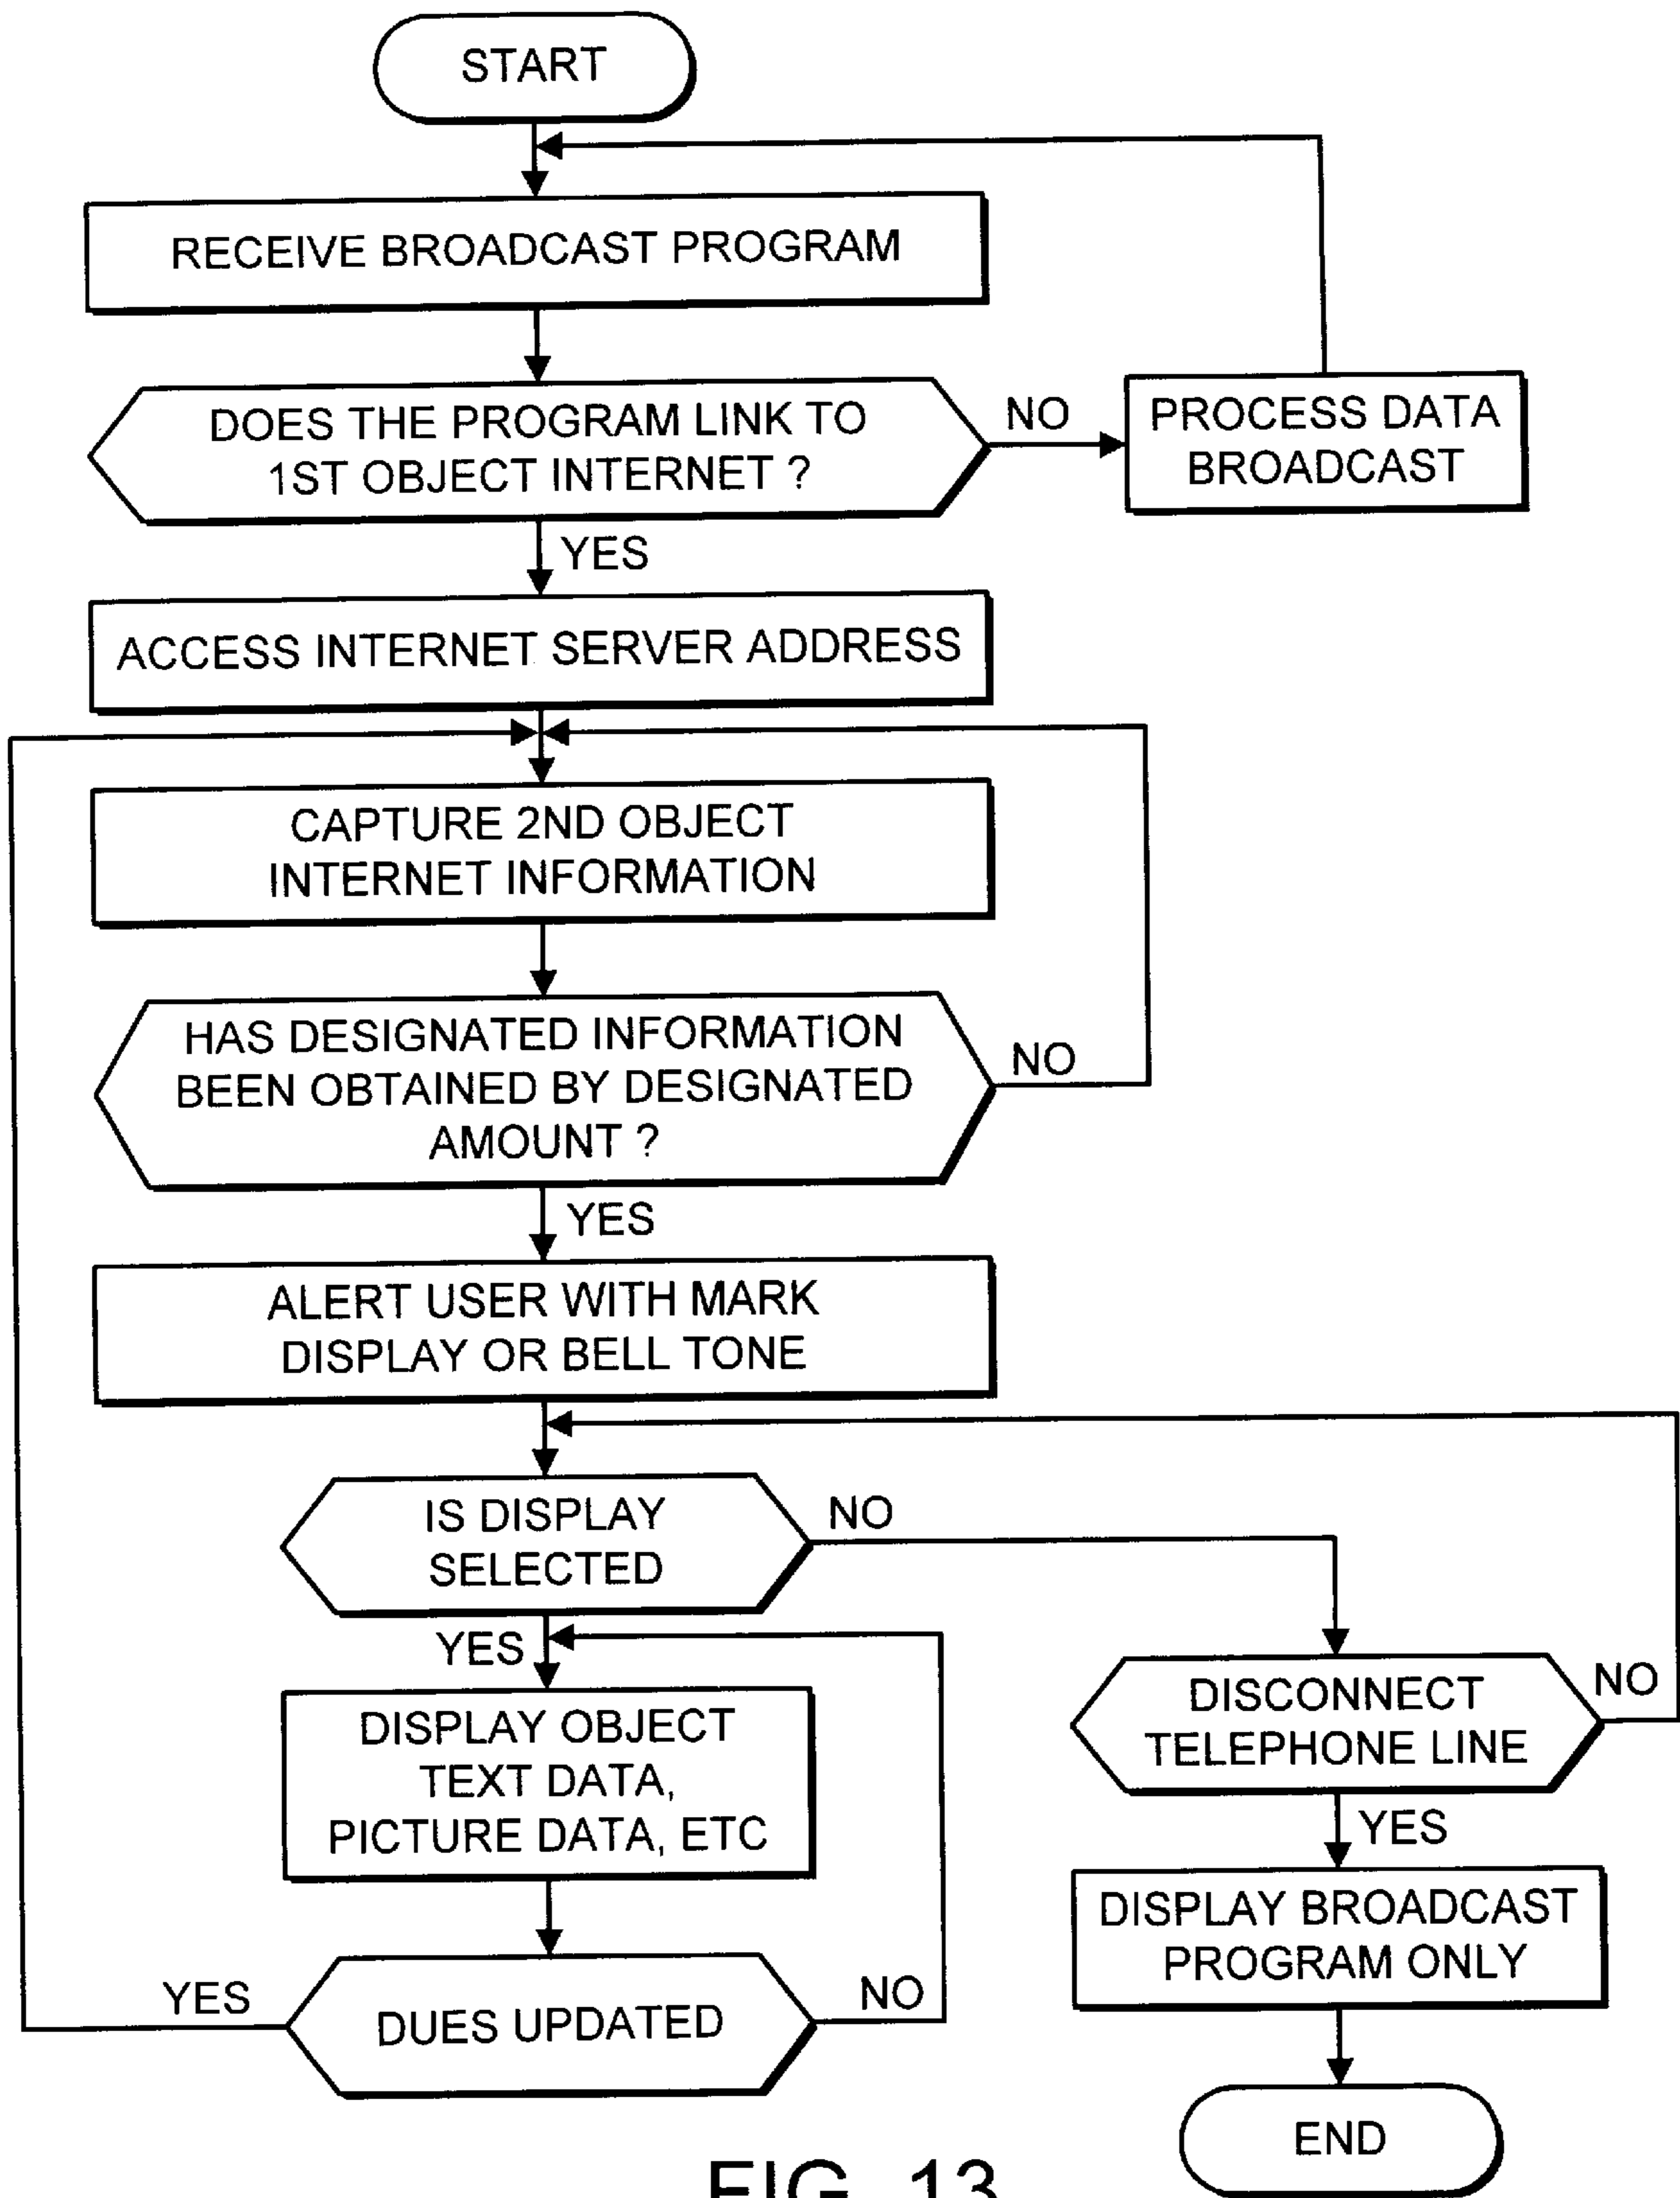 START
RECEIVE BROADCAST PROGRAM
DOES THE PROGRAM LINK TO
1ST OBJECT INTERNET ?
NO
PROCESS DATA
BROADCAST
YES
ACCESS INTERNET SERVER ADDRESS
CAPTURE 2ND OBJECT
INTERNET INFORMATION
HAS DESIGNATED INFORMATION
BEEN OBTAINED BY DESIGNATED
AMOUNT ?
NO
YES
ALERT USER WITH MARK
DISPLAY OR BELL TONE
IS DISPLAY
SELECTED
NO
YES
DISPLAY OBJECT
TEXT DATA,
PICTURE DATA, ETC
DISCONNECT
TELEPHONE LINE
NO
YES
DISPLAY BROADCAST
PROGRAM ONLY
YES
DUES UPDATED
NO
END
FIG. 13